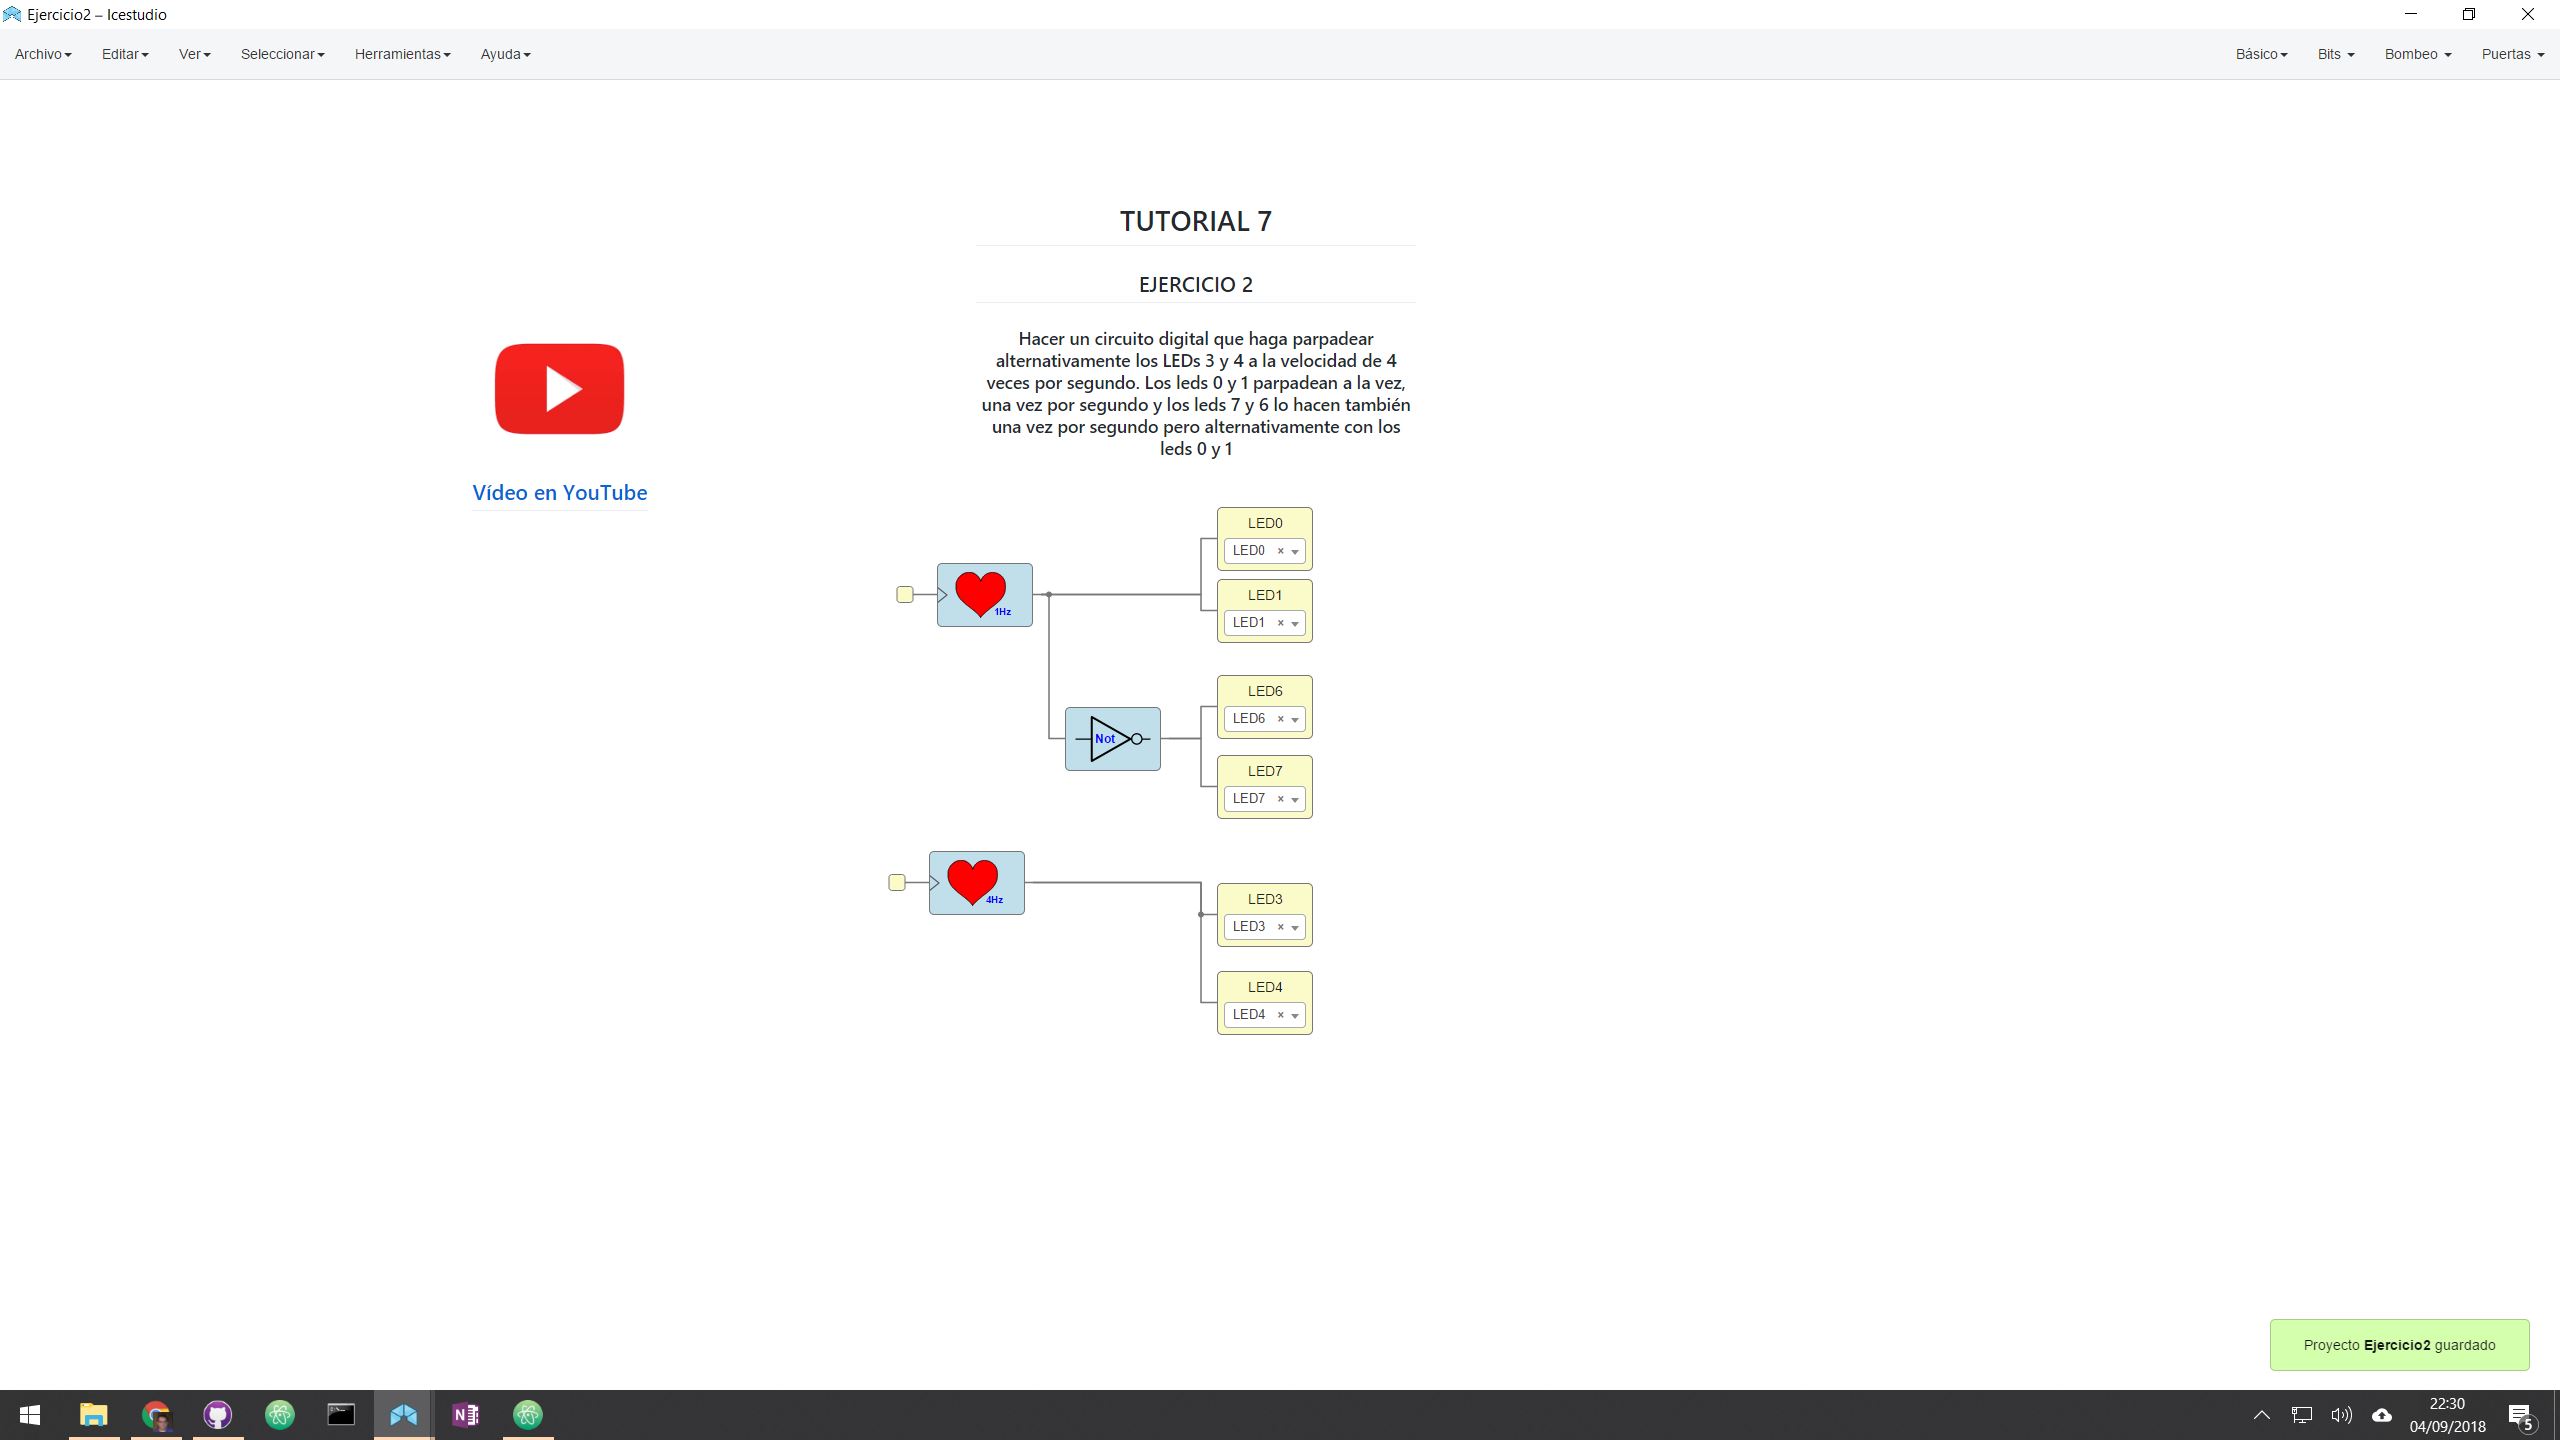 Ejercicio2 – Icestudio
Archivo Editar Ver Seleccionar Herramientas Ayuda Básico Bits Bombeo Puertas
TUTORIAL 7
EJERCICIO 2
Hacer un circuito digital que haga parpadear
alternativamente los LEDs 3 y 4 a la velocidad de 4
veces por segundo. Los leds 0 y 1 parpadean a la vez,
una vez por segundo y los leds 7 y 6 lo hacen también
una vez por segundo pero alternativamente con los
leds 0 y 1
Vídeo en YouTube
LED0
LED0 ×
1Hz
LED1
LED1 ×
LED6
LED6 ×
Not
LED7
LED7 ×
4Hz
LED3
LED3 ×
LED4
LED4 ×
Proyecto Ejercicio2 guardado
N
22:30
04/09/2018
5